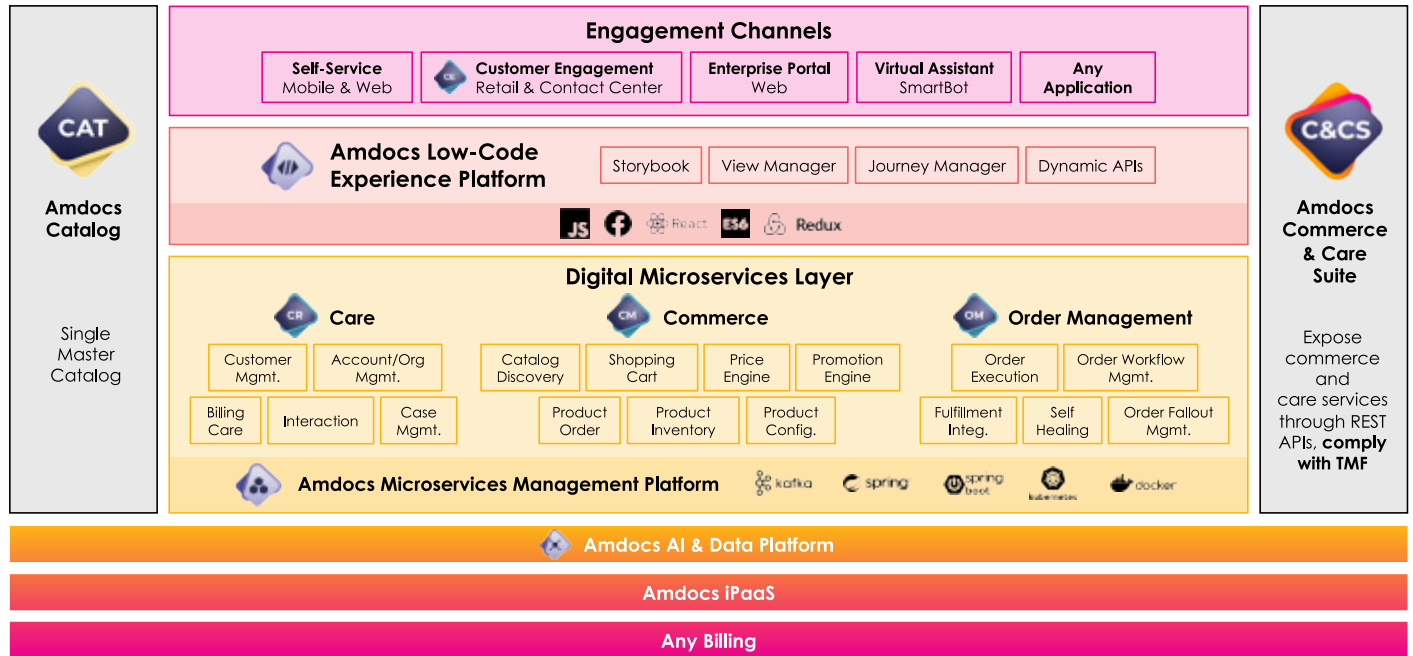 CAT
Amdocs
Catalog
Single
Master
Catalog
Engagement Channels
Self-Service
Mobile & Web
CE
Customer Engagement
Retail & Contact Center
Enterprise Portal
Web
Virtual Assistant
SmartBot
Any
Application
Amdocs Low-Code
Experience Platform
Storybook
View Manager
Journey Manager
Dynamic APIs
JS
React
ES6
Redux
Digital Microservices Layer
CR
Care
Customer
Mgmt.
Account/Org
Mgmt.
Billing
Care
Interaction
Case
Mgmt.
CM
Commerce
Catalog
Discovery
Shopping
Cart
Price
Engine
Promotion
Engine
Product
Order
Product
Inventory
Product
Config.
OM
Order Management
Order
Execution
Order Workflow
Mgmt.
Fulfillment
Integ.
Self
Healing
Order Fallout
Mgmt.
Amdocs Microservices Management Platform
kafka
spring
spring
boot
kubernetes
docker
C&CS
Amdocs
Commerce
& Care
Suite
Expose
commerce
and
care services
through REST
APIs, comply
with TMF
Amdocs AI & Data Platform
Amdocs iPaaS
Any Billing